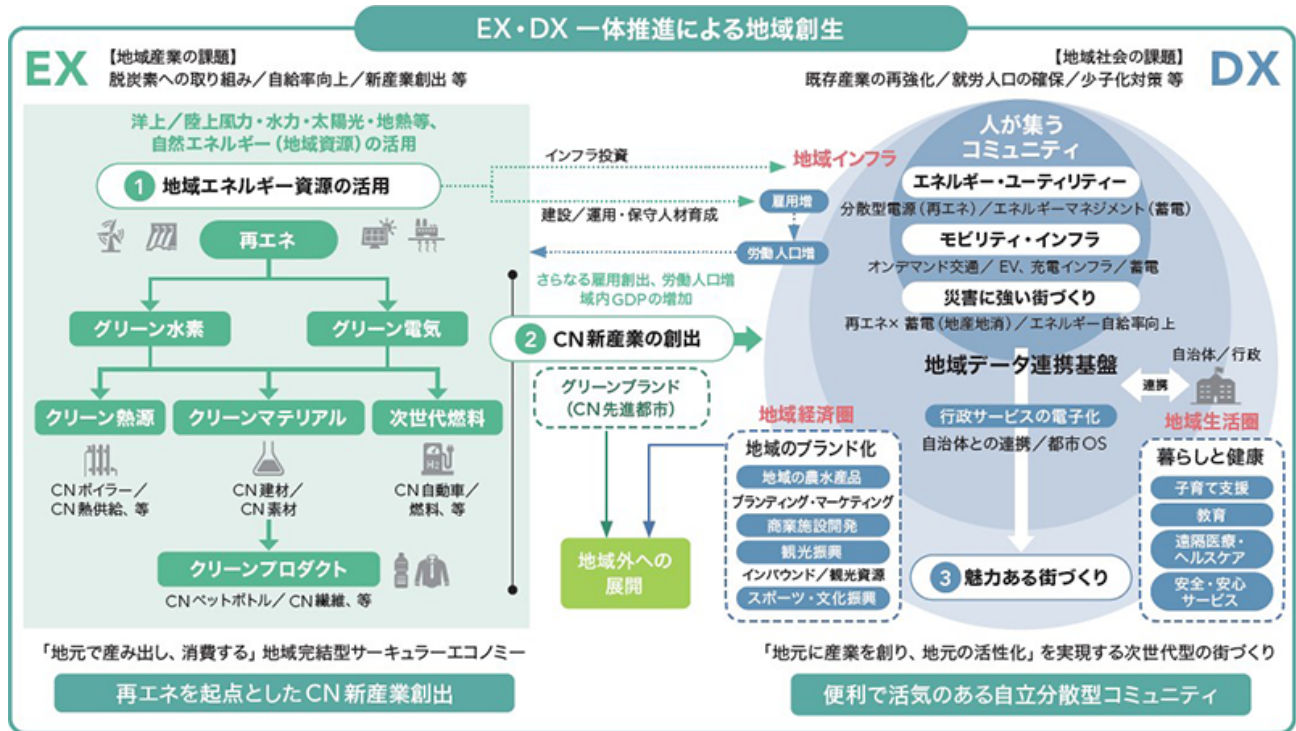 EX・DX 一体推進による地域創生
EX
【地域産業の課題】
脱炭素への取り組み／自給率向上／新産業創出 等
【地域社会の課題】
既存産業の再強化／就労人口の確保／少子化対策 等
DX
洋上／陸上風力・水力・太陽光・地熱等、
自然エネルギー（地域資源）の活用
1 地域エネルギー資源の活用
再エネ
グリーン水素
グリーン電気
クリーン熱源
クリーンマテリアル
次世代燃料
H2
CNボイラー／
CN熱供給、等
CN建材／
CN素材
CN自動車／
燃料、等
クリーンプロダクト
CNペットボトル／CN繊維、等
「地元で産み出し、消費する」地域完結型サーキュラーエコノミー
再エネを起点としたCN新産業創出
インフラ投資
建設／運用・保守人材育成
雇用増
労働人口増
さらなる雇用創出、労働人口増
域内GDPの増加
2 CN新産業の創出
グリーンブランド
（CN先進都市）
地域外への
展開
地域インフラ
人が集う
コミュニティ
エネルギー・ユーティリティー
分散型電源（再エネ）／エネルギーマネジメント（蓄電）
モビリティ・インフラ
オンデマンド交通／EV、充電インフラ／蓄電
災害に強い街づくり
再エネ×蓄電（地産地消）／エネルギー自給率向上
地域データ連携基盤
連携
自治体／行政
行政サービスの電子化
自治体との連携／都市OS
地域経済圏
地域のブランド化
地域の農水産品
ブランディング・マーケティング
商業施設開発
観光振興
インバウンド／観光資源
スポーツ・文化振興
3 魅力ある街づくり
地域生活圏
暮らしと健康
子育て支援
教育
遠隔医療・
ヘルスケア
安全・安心
サービス
「地元に産業を創り、地元の活性化」を実現する次世代型の街づくり
便利で活気のある自立分散型コミュニティ